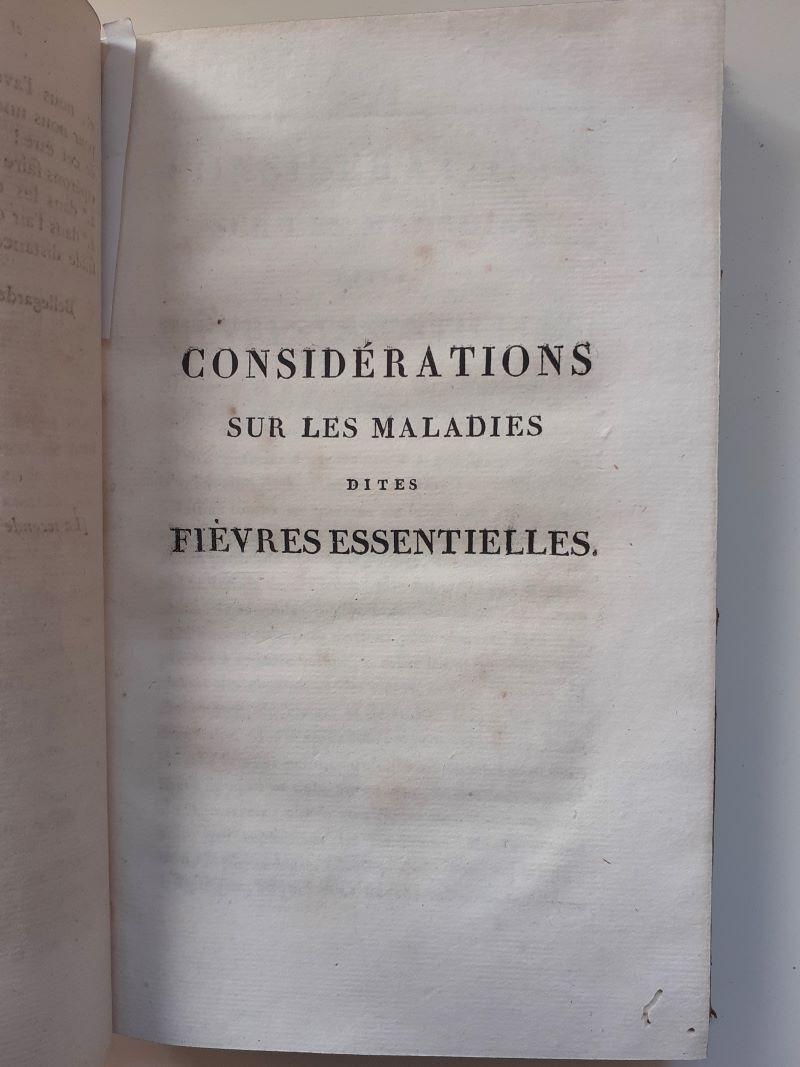 CONSIDÉRATIONS
SUR LES MALADIES
DITES
FIÈVRES ESSENTIELLES.